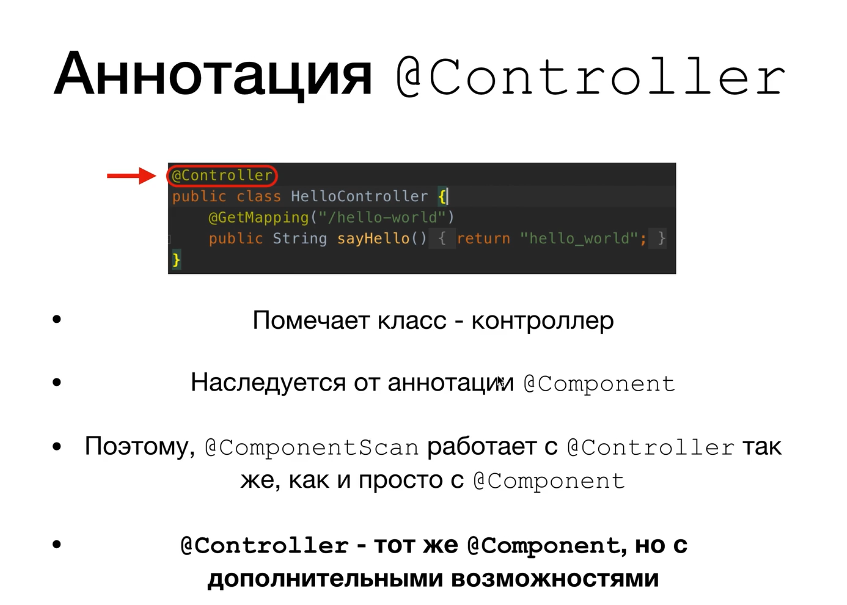 Аннотация @Controller
@Controller
public class HelloController {
@GetMapping("/hello-world")
public String sayHello() { return "hello_world"; }
}
• Помечает класс - контроллер
• Наследуется от аннотации @Component
• Поэтому, @ComponentScan работает с @Controller так
же, как и просто с @Component
• @Controller - тот же @Component, но с
дополнительными возможностями